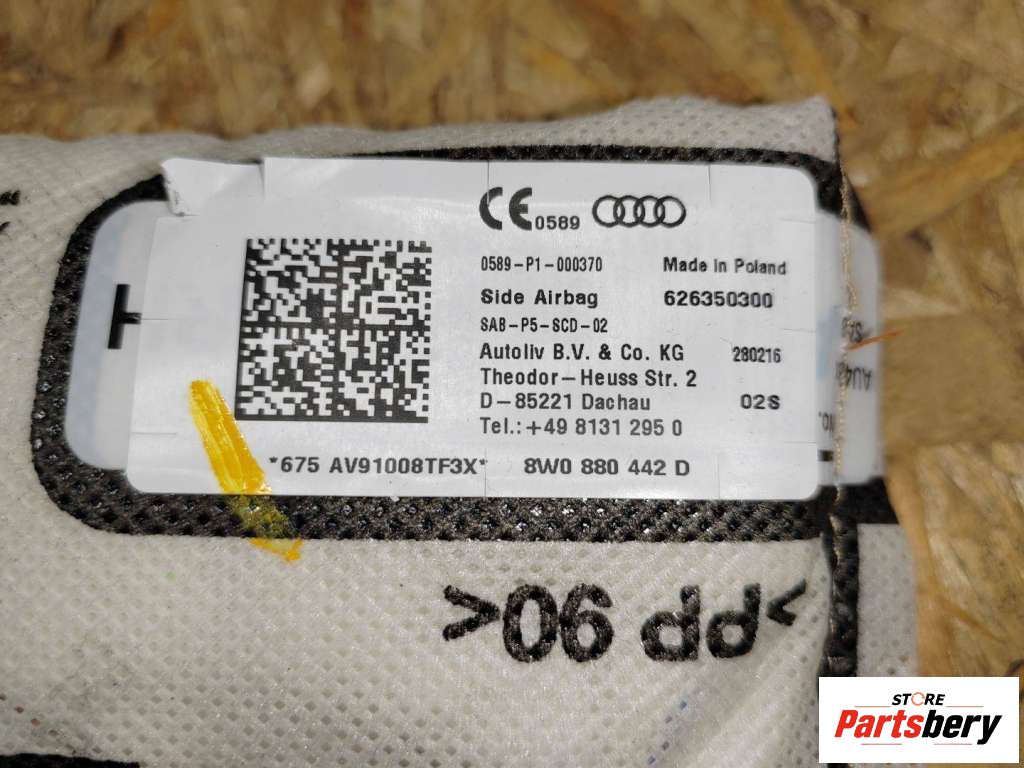 CE 0589
0589-P1-000370
Made in Poland
Side Airbag
626350300
SAB-P5-SCD-02
Autoliv B.V. & Co. KG
280216
Theodor-Heuss Str. 2
D-85221 Dachau
02S
Tel.: +49 8131 295 0
*675 AV91008TF3X*
8W0 880 442 D
>PP 90<
STORE
Partsbery